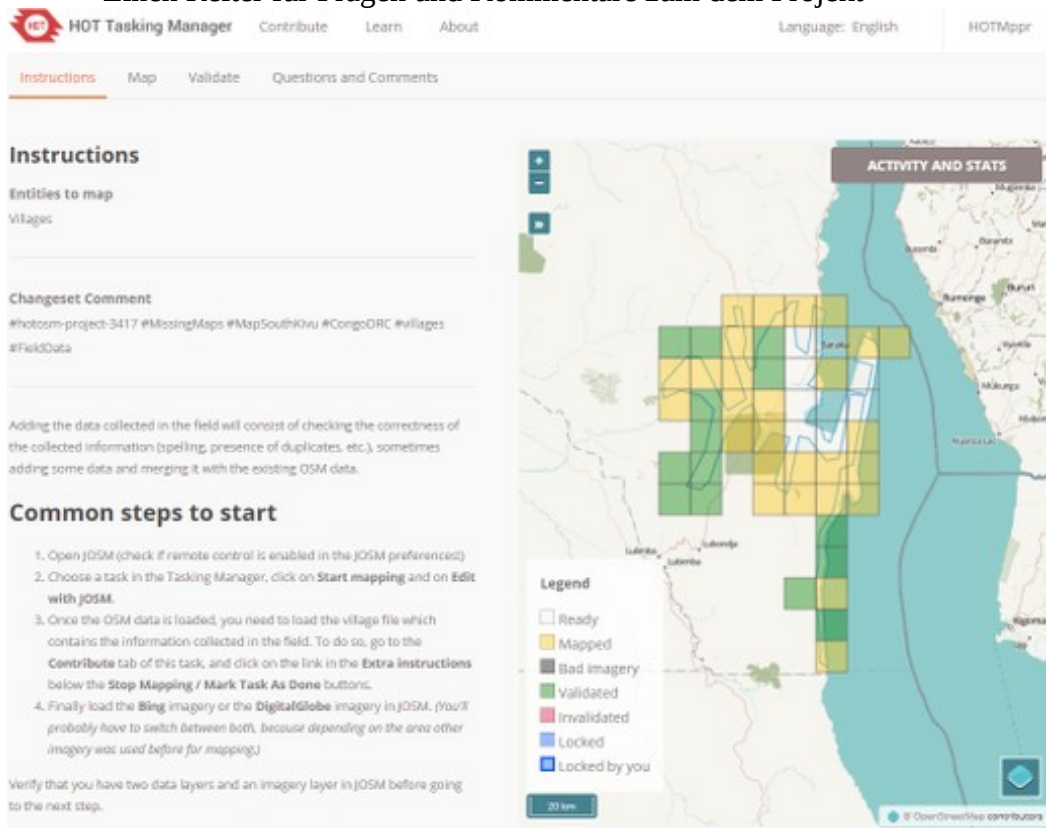 Einen Reiter für Fragen und Kommentare zum dem Projekt
HOT Tasking Manager Contribute Learn About Language: English HOTMppr
Instructions Map Validate Questions and Comments
Instructions
Entities to map
Villages
Changeset Comment
#hotosm-project-3417 #MissingMaps #MapSouthKivu #CongoDRC #villages
#FieldData
Adding the data collected in the field will consist of checking the correctness of
the collected information (spelling, presence of duplicates, etc.), sometimes
adding some data and merging it with the existing OSM data.
Common steps to start
1. Open JOSM (check if remote control is enabled in the JOSM preferences!)
2. Choose a task in the Tasking Manager, click on Start mapping and on Edit
with JOSM.
3. Once the OSM data is loaded, you need to load the village file which
contains the information collected in the field. To do so, go to the
Contribute tab of this task, and click on the link in the Extra instructions
below the Stop Mapping / Mark Task As Done buttons.
4. Finally load the Bing imagery or the DigitalGlobe imagery in JOSM. (You'll
probably have to switch between both, because depending on the area other
imagery was used before for mapping.)
Verify that you have two data layers and an imagery layer in JOSM before going
to the next step.
+
−
»
ACTIVITY AND STATS
Bururi
Rumonge
Baraka
Nyanza-Lac
Lulimba
Lubondja
Legend
Ready
Mapped
Bad imagery
Validated
Invalidated
Locked
Locked by you
20 km
© OpenStreetMap contributors